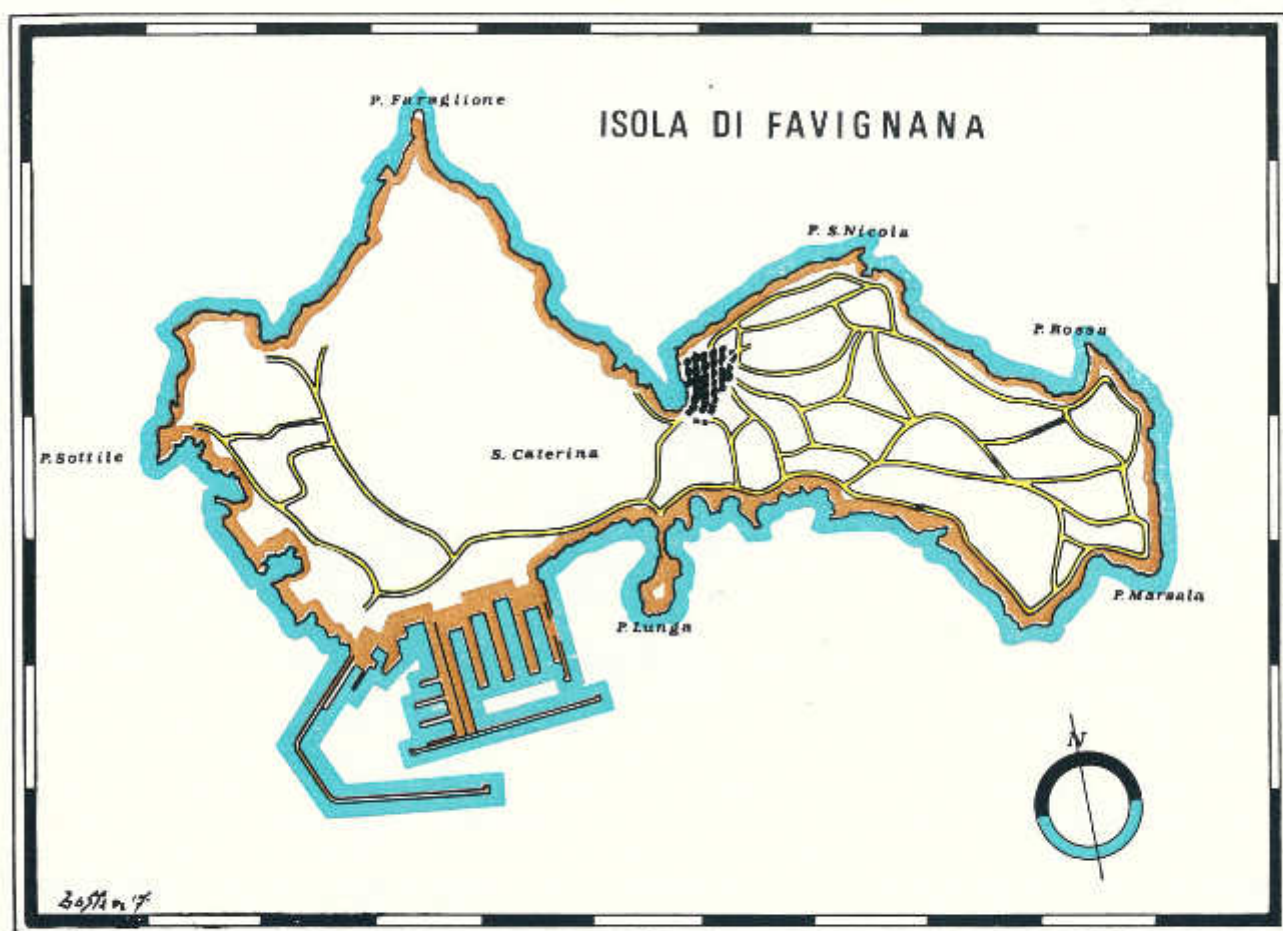 P. Faraglione
ISOLA DI FAVIGNANA
P. S. Nicola
P. Rossa
P. Sottile
S. Caterina
P. Marsala
P. Lunga
N